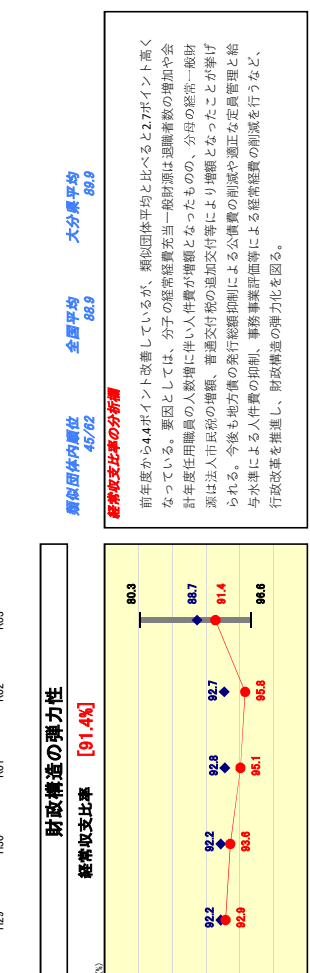 H29
H30
R01
R02
R03
財政構造の弾力性
経常収支比率
[91.4%]
(%)
92.2
92.9
92.2
93.6
92.8
95.1
92.7
95.8
80.3
88.7
91.4
96.6
類似団体内順位
45/62
全国平均
88.9
大分県平均
89.9
経常収支比率の分析欄
前年度から4.4ポイント改善しているが、類似団体平均と比べると2.7ポイント高く
なっている。要因としては、分子の経常経費充当一般財源は退職者数の増加や会
計年度任用職員の人数増に伴い人件費が増額となったものの、分母の経常一般財
源は法人市民税の増額、普通交付税の追加交付等により増額となったことが挙げ
られる。今後も地方債の発行総額抑制による公債費の削減や適正な定員管理と給
与水準による人件費の抑制、事務事業評価等による経常経費の削減を行うなど、
行政改革を推進し、財政構造の弾力化を図る。